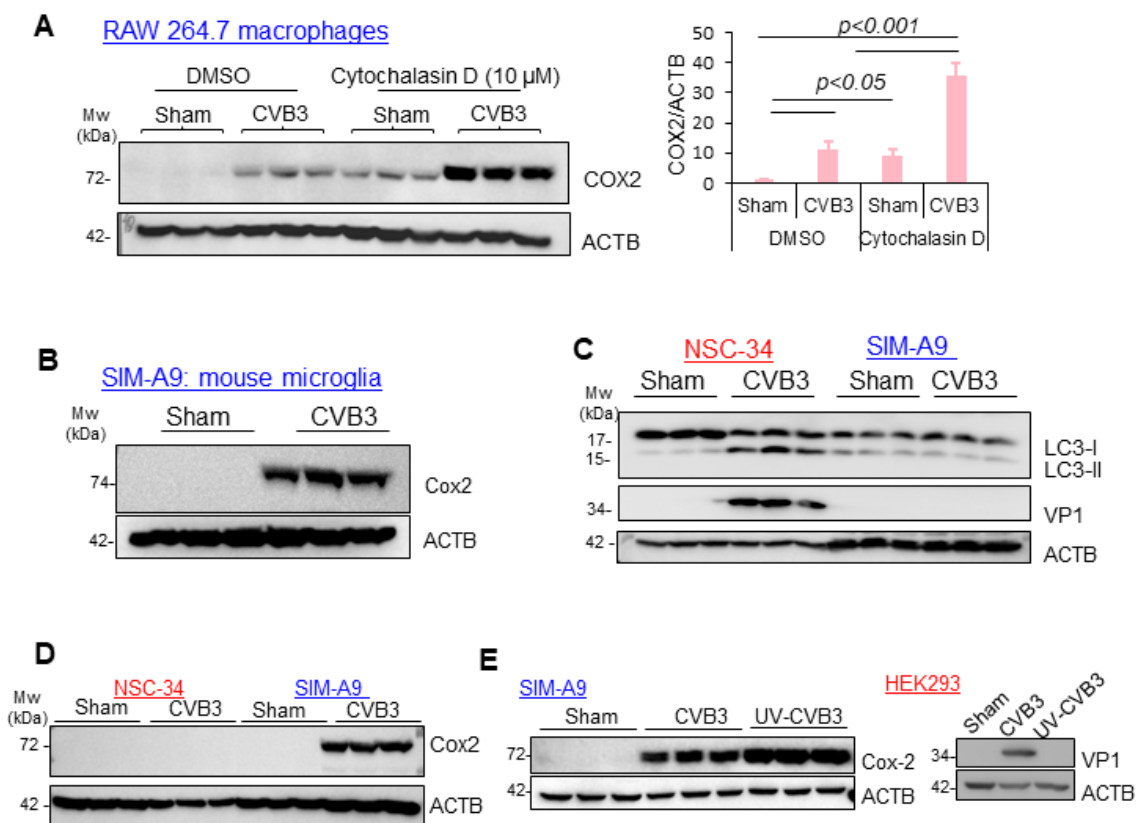 A
RAW 264.7 macrophages
DMSO Cytochalasin D (10 µM)
Mw
(kDa)
Sham CVB3 Sham CVB3
72- COX2
42- ACTB
COX2/ACTB
50
40
30
20
10
0
p<0.001
p<0.05
Sham CVB3 Sham CVB3
DMSO Cytochalasin D
B
SIM-A9: mouse microglia
Mw
(kDa)
Sham CVB3
74- Cox2
42- ACTB
C
NSC-34 SIM-A9
Mw
(kDa)
Sham CVB3 Sham CVB3
17- LC3-I
15- LC3-II
34- VP1
42 - ACTB
D
NSC-34 SIM-A9
Mw
(kDa)
Sham CVB3 Sham CVB3
72 - Cox2
42 - ACTB
E
SIM-A9
Sham CVB3 UV-CVB3
72- Cox-2
42- ACTB
HEK293
Sham CVB3 UV-CVB3
34- VP1
42- ACTB